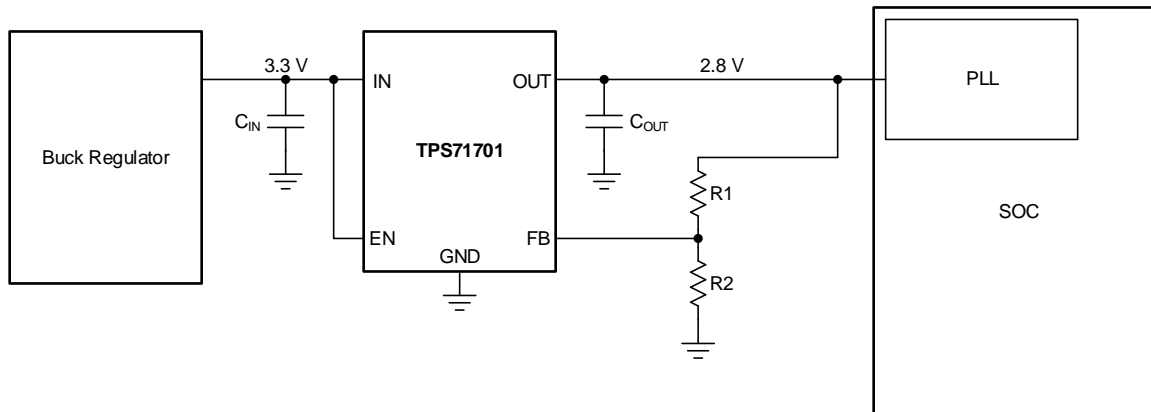 3.3 V
IN
OUT
2.8 V
PLL
CIN
COUT
Buck Regulator
TPS71701
R1
SOC
EN
FB
GND
R2